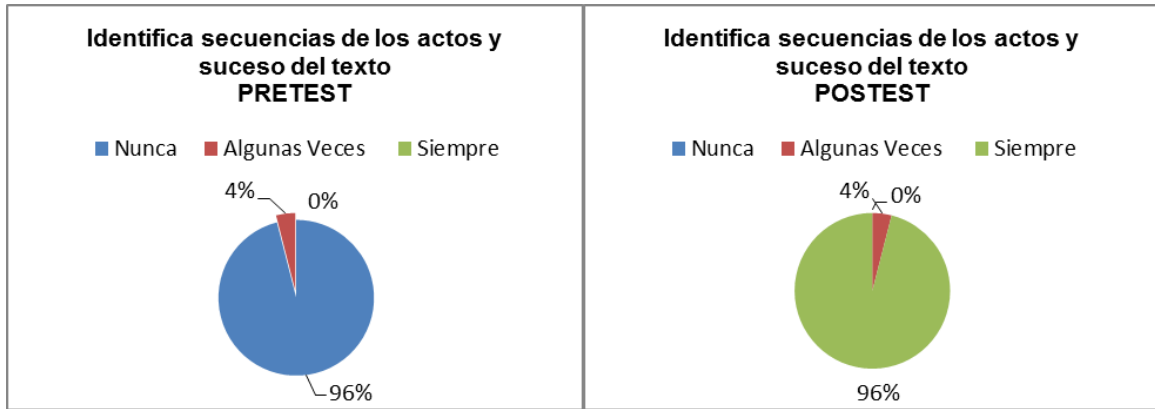 Identifica secuencias de los actos y
suceso del texto
PRETEST
Nunca Algunas Veces Siempre
4%
0%
96%
Identifica secuencias de los actos y
suceso del texto
POSTEST
Nunca Algunas Veces Siempre
4%
0%
96%